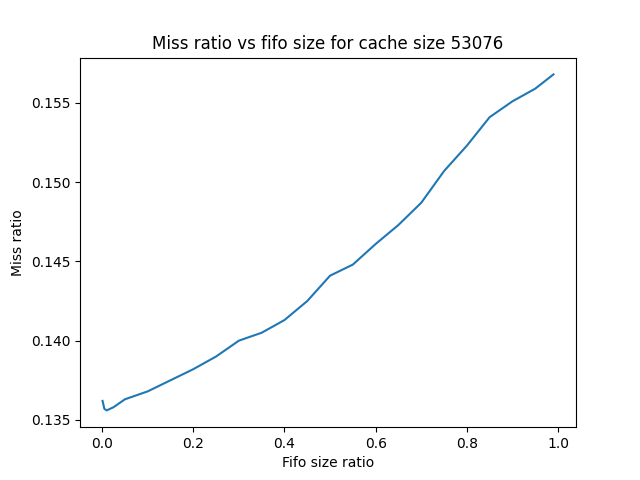 Miss ratio vs fifo size for cache size 53076
0.155
0.150
0.145
0.140
0.135
Miss ratio
0.0 0.2 0.4 0.6 0.8 1.0
Fifo size ratio